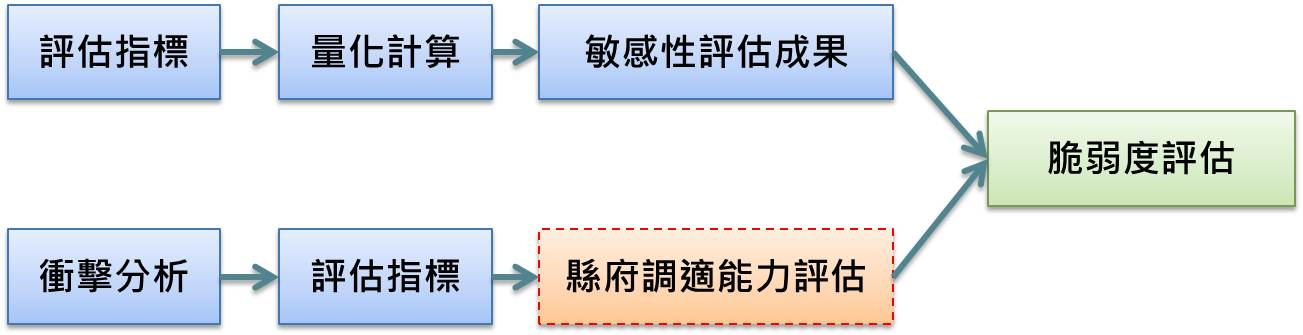 評估指標
量化計算
敏感性評估成果
脆弱度評估
衝擊分析
評估指標
縣府調適能力評估